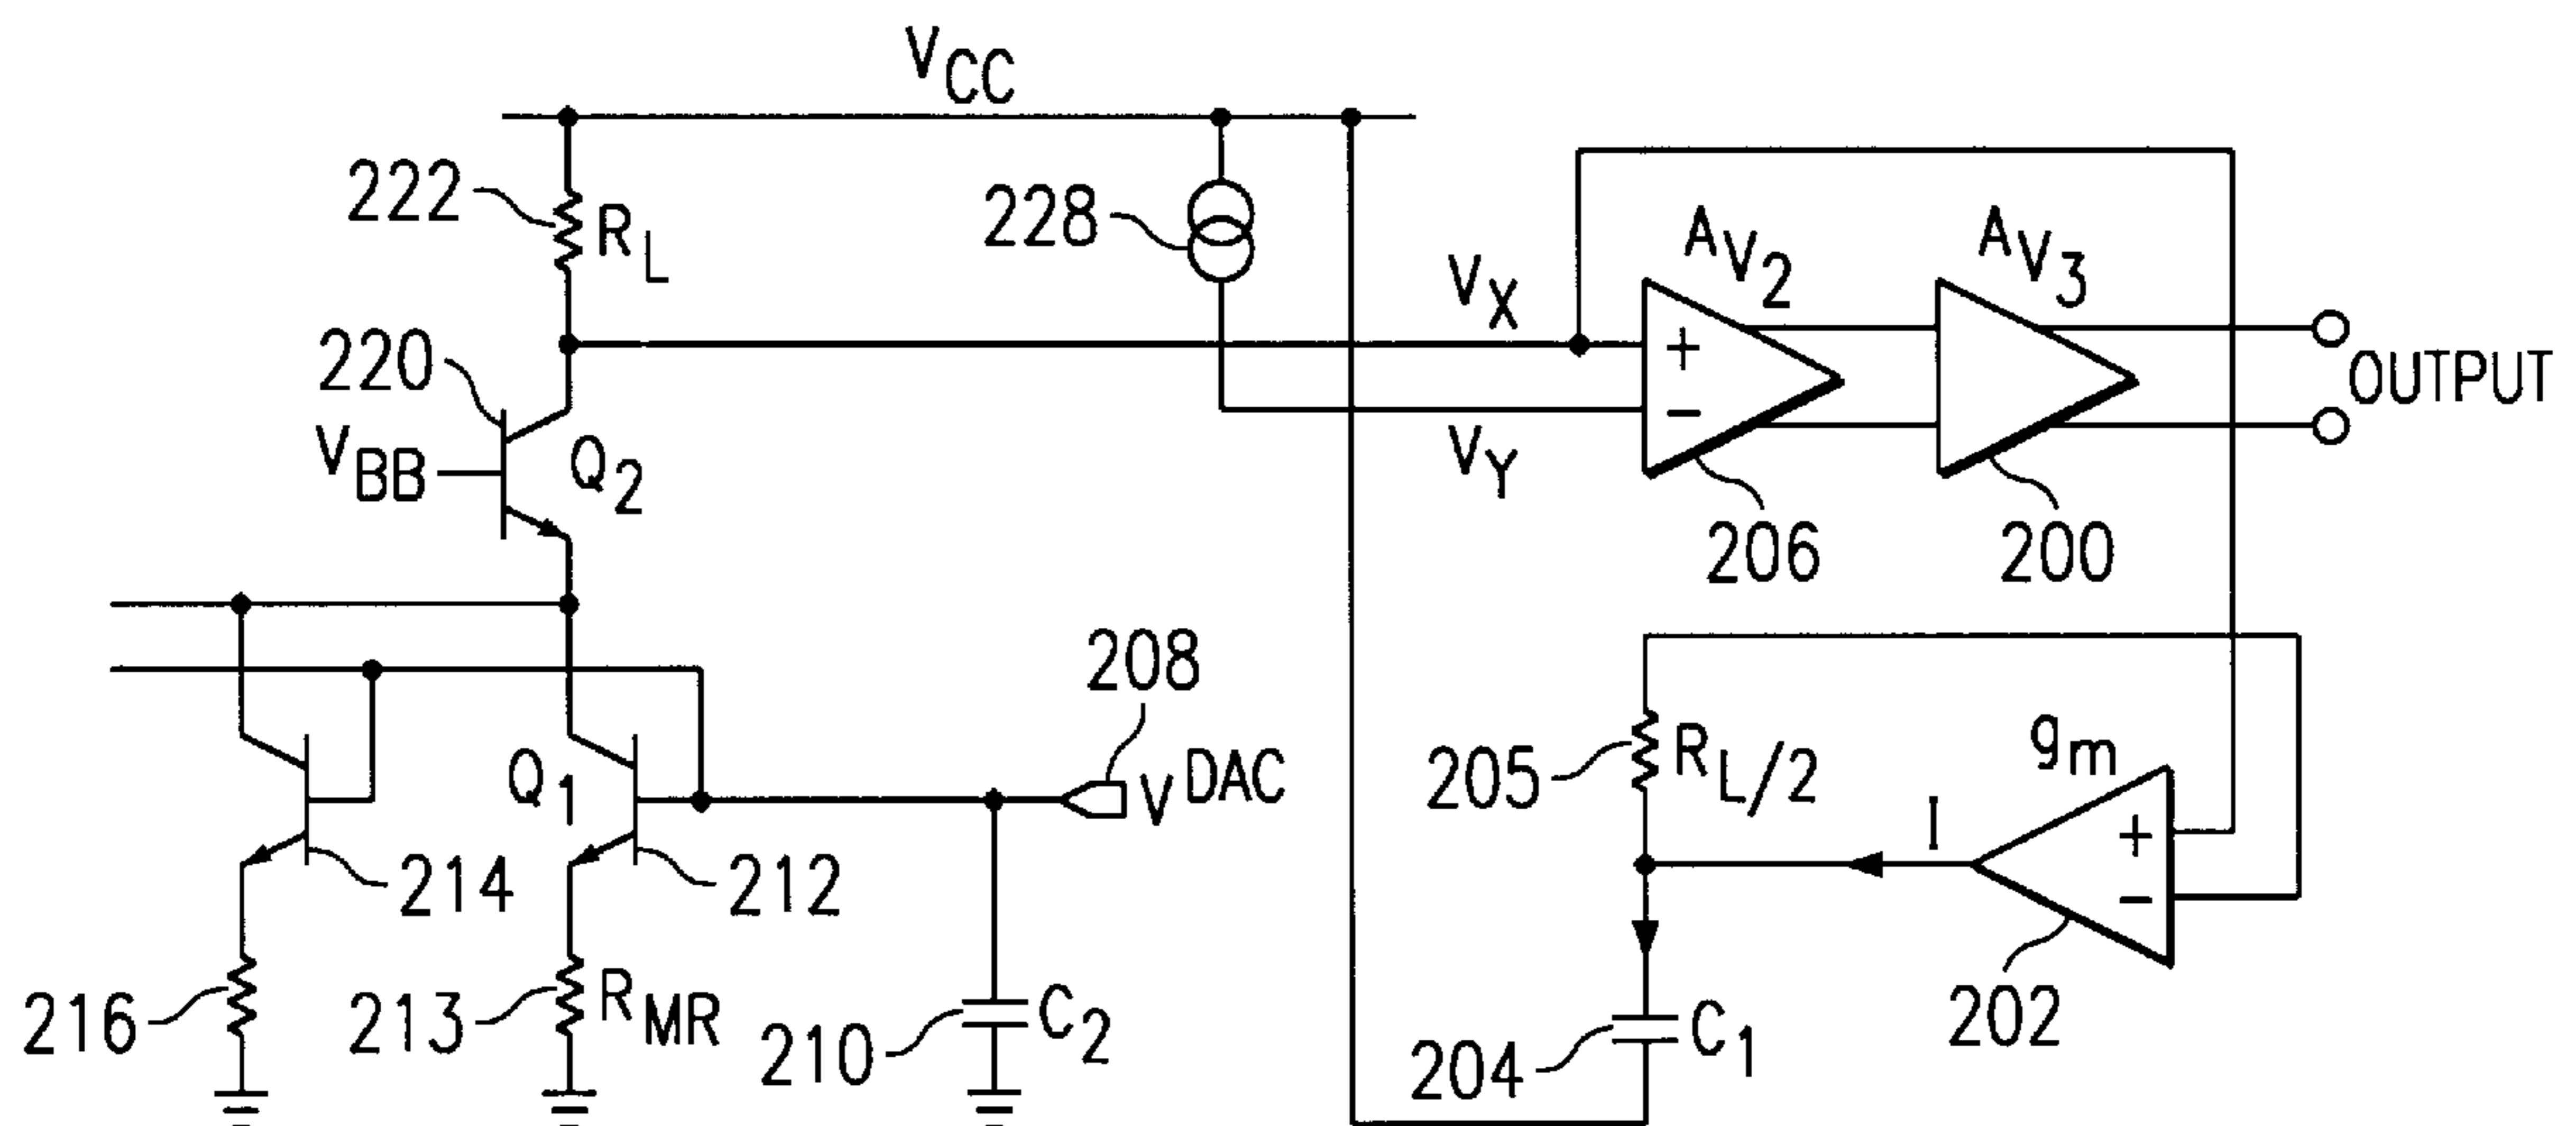 VCC
222
RL
228
VX
AV2
AV3
220
VBB
Q2
+
−
VY
OUTPUT
206
200
208
VDAC
Q1
214
212
205
RL/2
gm
I
+
−
202
216
213
RMR
210
C2
204
C1